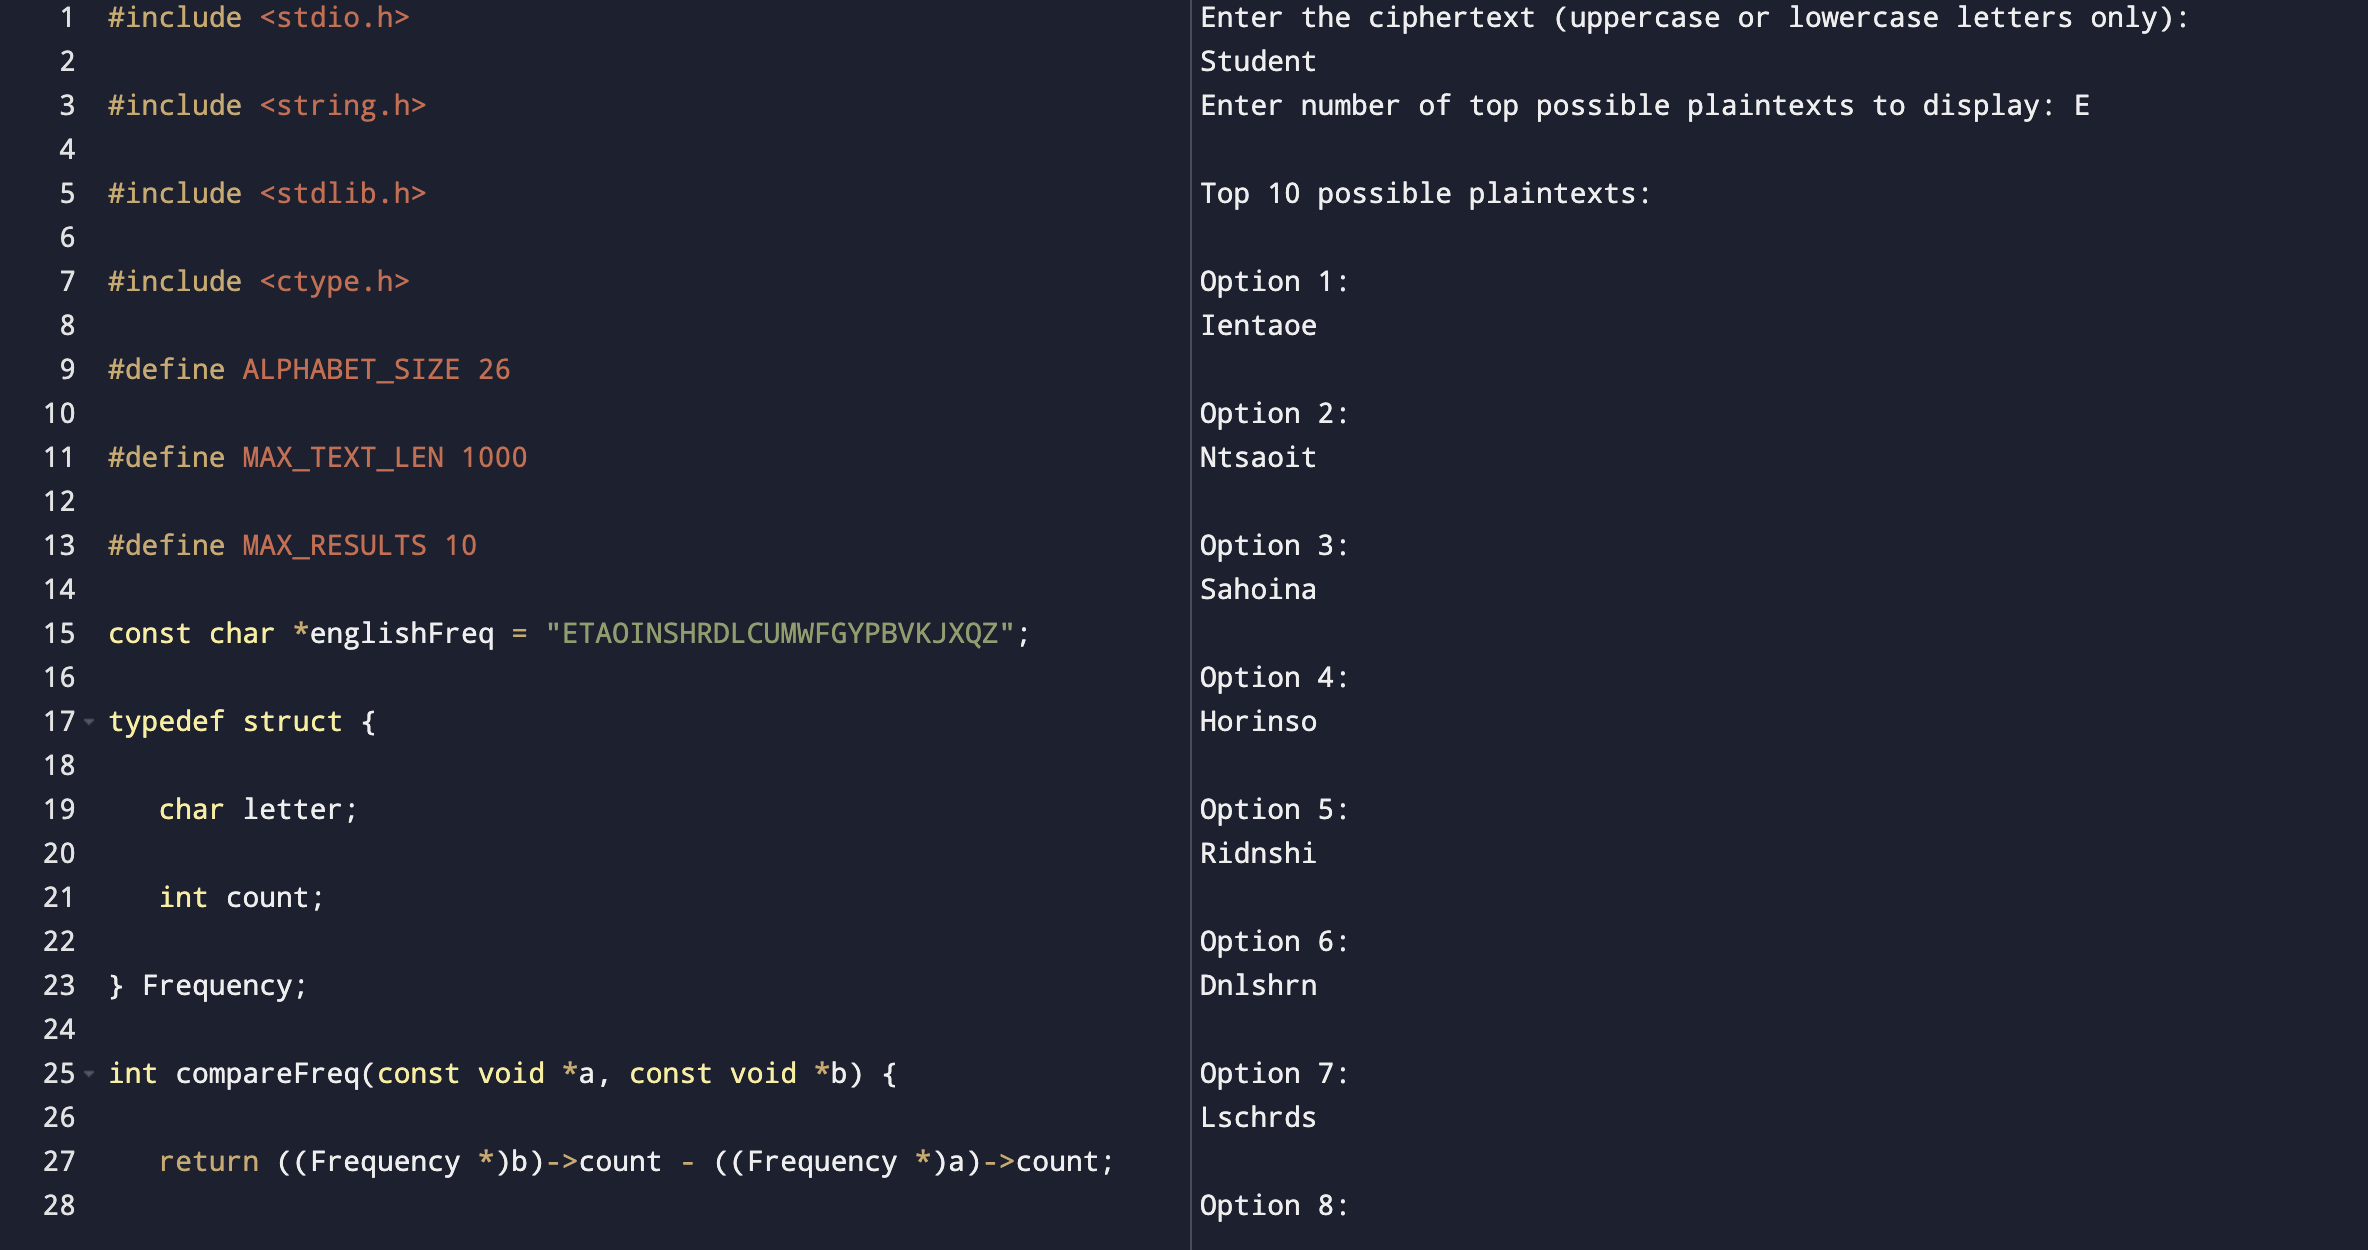 1 #include <stdio.h>
2
3 #include <string.h>
4
5 #include <stdlib.h>
6
7 #include <ctype.h>
8
9 #define ALPHABET_SIZE 26
10
11 #define MAX_TEXT_LEN 1000
12
13 #define MAX_RESULTS 10
14
15 const char *englishFreq = "ETAOINSHRDLCUMWFGYPBVKJXQZ";
16
17 typedef struct {
18
19    char letter;
20
21    int count;
22
23 } Frequency;
24
25 int compareFreq(const void *a, const void *b) {
26
27    return ((Frequency *)b)->count - ((Frequency *)a)->count;
28
Enter the ciphertext (uppercase or lowercase letters only):
Student
Enter number of top possible plaintexts to display: E
Top 10 possible plaintexts:
Option 1:
Ientaoe
Option 2:
Ntsaoit
Option 3:
Sahoina
Option 4:
Horinso
Option 5:
Ridnshi
Option 6:
Dnlshrn
Option 7:
Lschrds
Option 8: